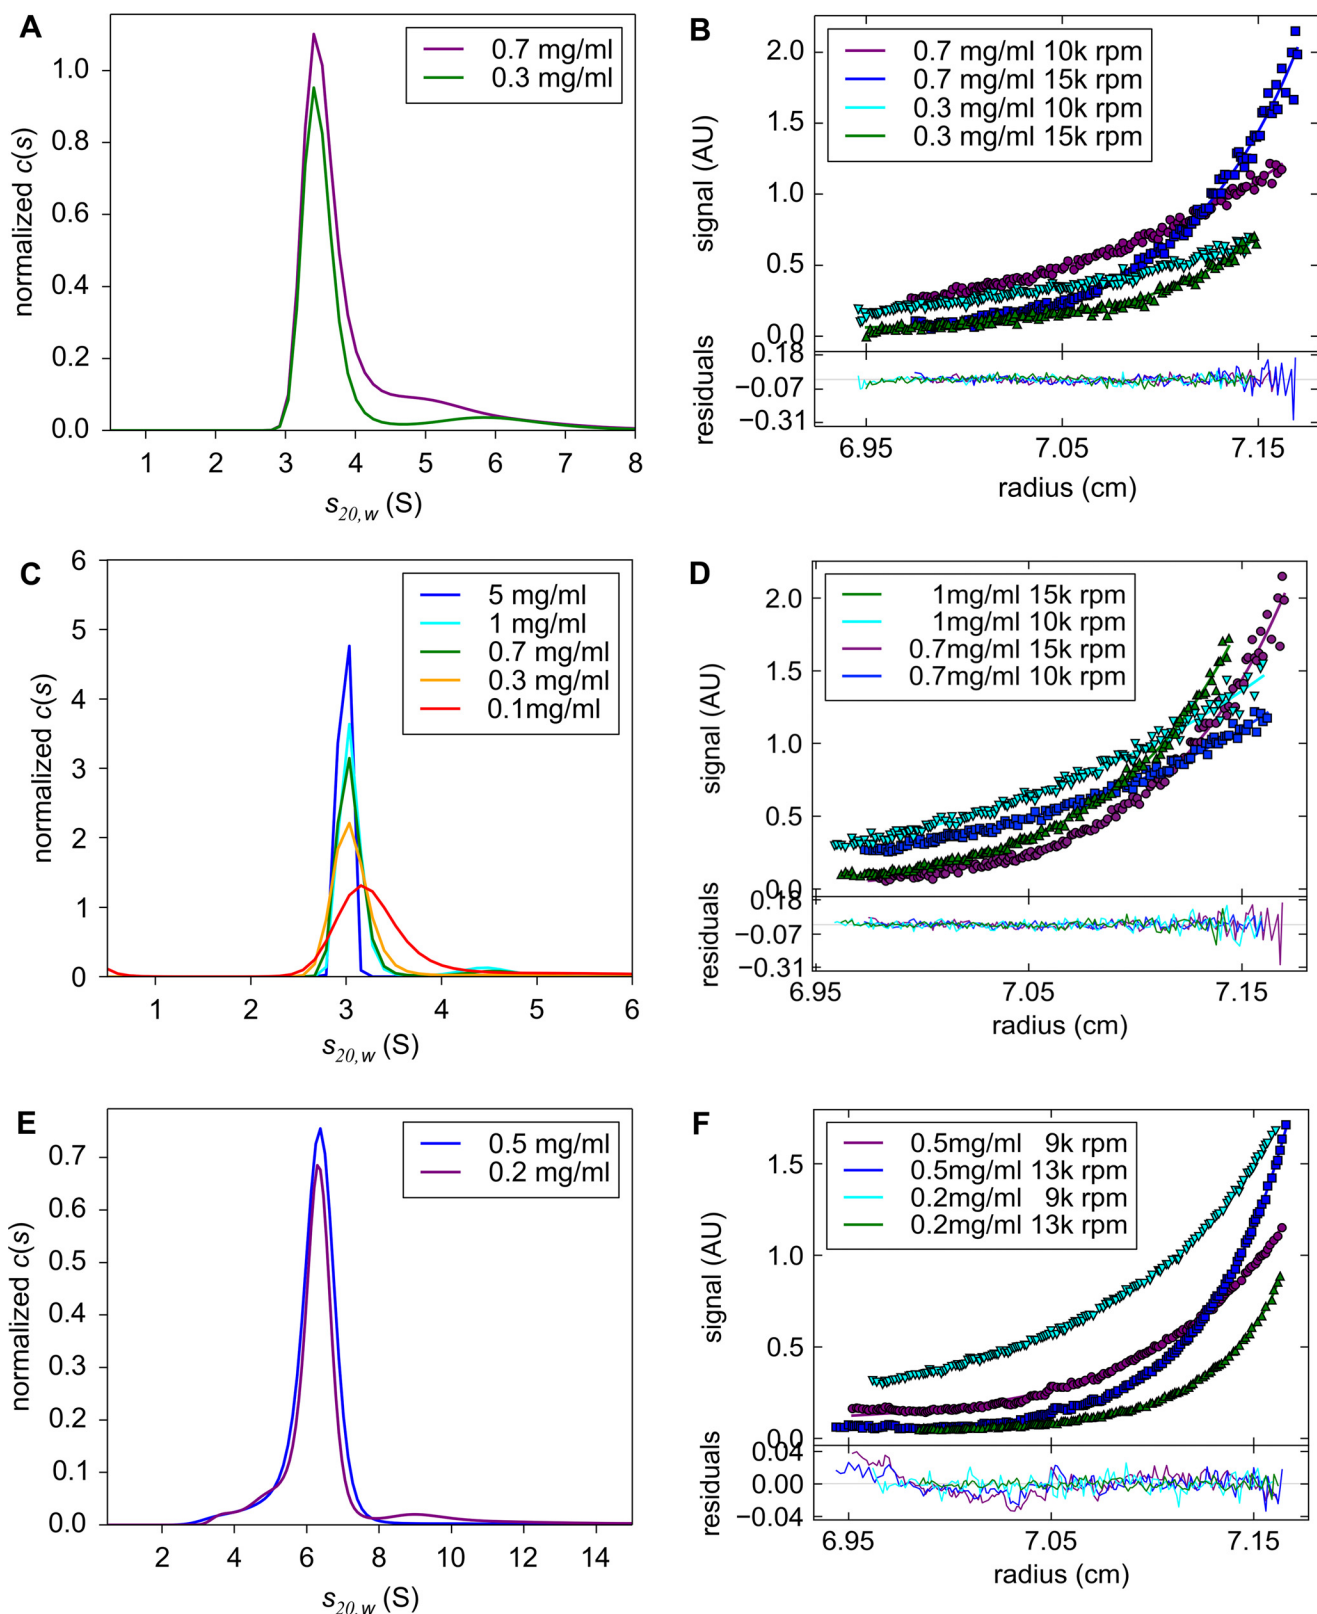 A
normalized c(s)
1.0
0.8
0.6
0.4
0.2
0.0
0.7 mg/ml
0.3 mg/ml
1 2 3 4 5 6 7 8
s20,w (S)
B
signal (AU)
2.0
1.5
1.0
0.5
0.0
0.7 mg/ml 10k rpm
0.7 mg/ml 15k rpm
0.3 mg/ml 10k rpm
0.3 mg/ml 15k rpm
residuals
0.18
−0.07
−0.31
6.95 7.05 7.15
radius (cm)
C
normalized c(s)
6
5
4
3
2
1
0
5 mg/ml
1 mg/ml
0.7 mg/ml
0.3 mg/ml
0.1mg/ml
1 2 3 4 5 6
s20,w (S)
D
signal (AU)
2.0
1.5
1.0
0.5
0.0
1mg/ml 15k rpm
1mg/ml 10k rpm
0.7mg/ml 15k rpm
0.7mg/ml 10k rpm
residuals
0.18
−0.07
−0.31
6.95 7.05 7.15
radius (cm)
E
normalized c(s)
0.7
0.6
0.5
0.4
0.3
0.2
0.1
0.0
0.5 mg/ml
0.2 mg/ml
2 4 6 8 10 12 14
s20,w (S)
F
signal (AU)
1.5
1.0
0.5
0.0
0.5mg/ml 9k rpm
0.5mg/ml 13k rpm
0.2mg/ml 9k rpm
0.2mg/ml 13k rpm
residuals
0.04
0.00
−0.04
6.95 7.05 7.15
radius (cm)